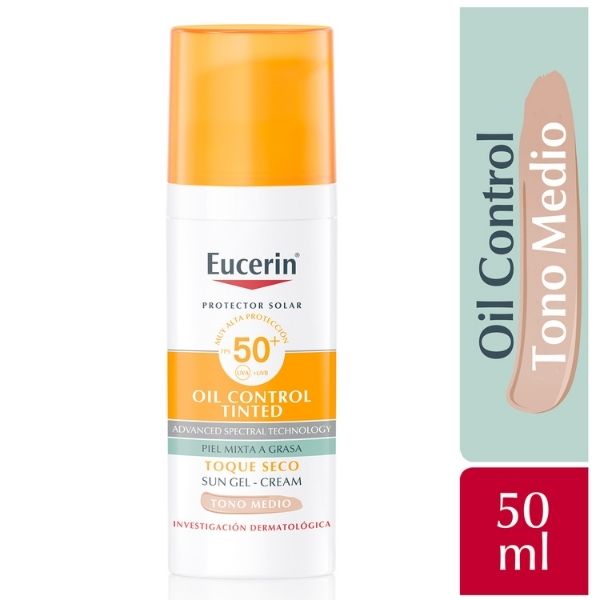 Eucerin®
PROTECTOR SOLAR
MUY ALTA PROTECCIÓN
FPS 50+
UVA +UVB
OIL CONTROL
TINTED
ADVANCED SPECTRAL TECHNOLOGY
PIEL MIXTA A GRASA
TOQUE SECO
SUN GEL - CREAM
TONO MEDIO
INVESTIGACIÓN DERMATOLÓGICA
Oil Control
Tono Medio
50
ml